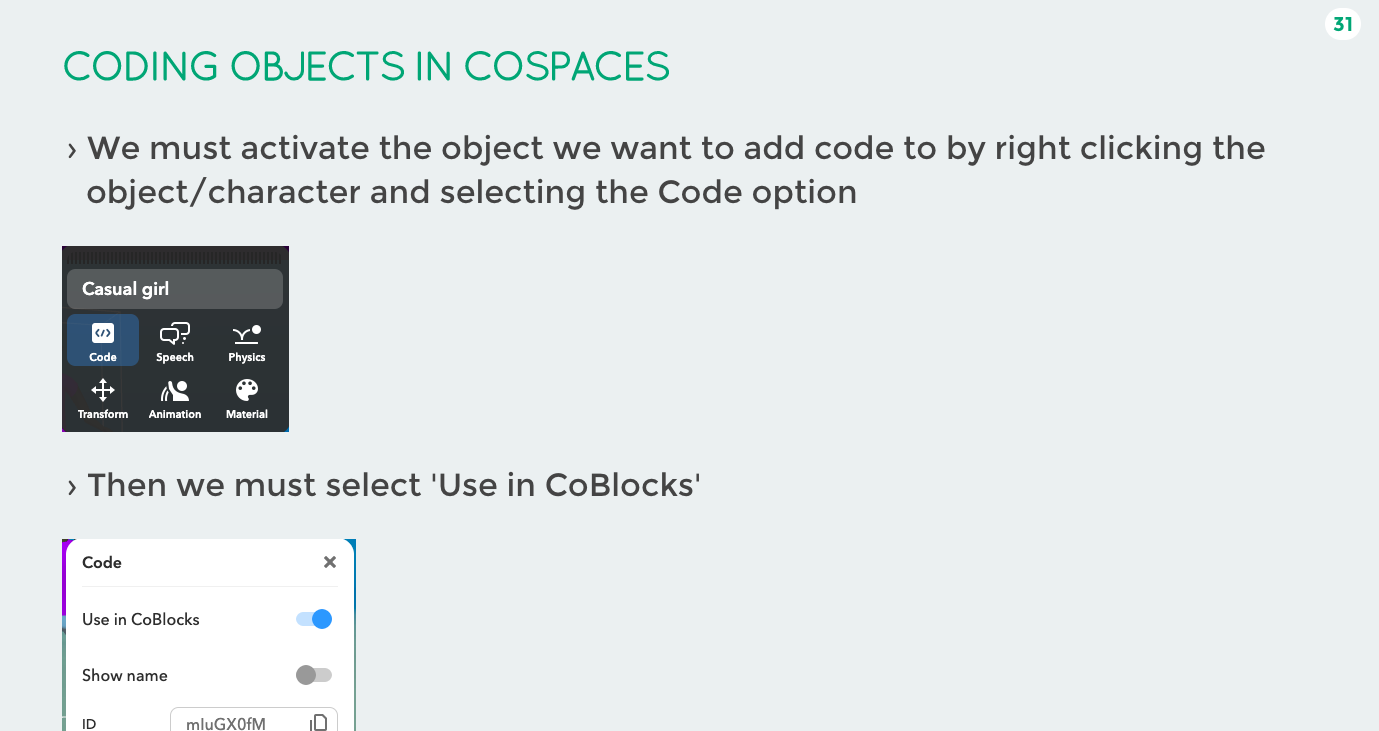 31
CODING OBJECTS IN COSPACES
› We must activate the object we want to add code to by right clicking the
object/character and selecting the Code option
Casual girl
Code Speech Physics
Transform Animation Material
› Then we must select 'Use in CoBlocks'
Code
Use in CoBlocks
Show name
ID